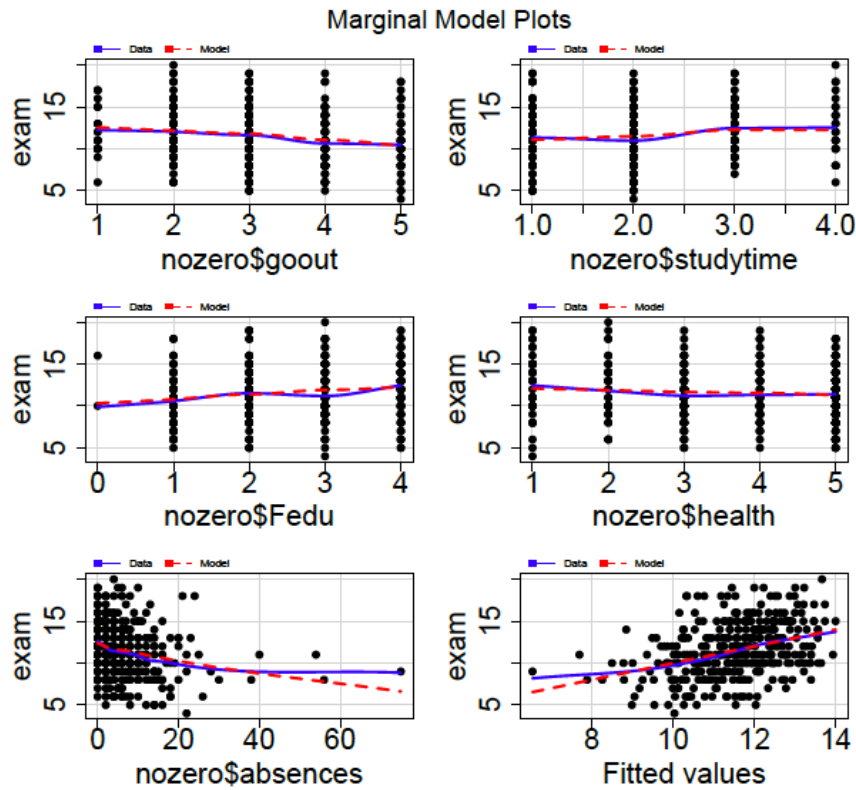 Marginal Model Plots
Data Model
exam
5 15
1 2 3 4 5
nozero$goout
Data Model
exam
5 15
1.0 2.0 3.0 4.0
nozero$studytime
Data Model
exam
5 15
0 1 2 3 4
nozero$Fedu
Data Model
exam
5 15
1 2 3 4 5
nozero$health
Data Model
exam
5 15
0 20 40 60
nozero$absences
Data Model
exam
5 15
8 10 12 14
Fitted values